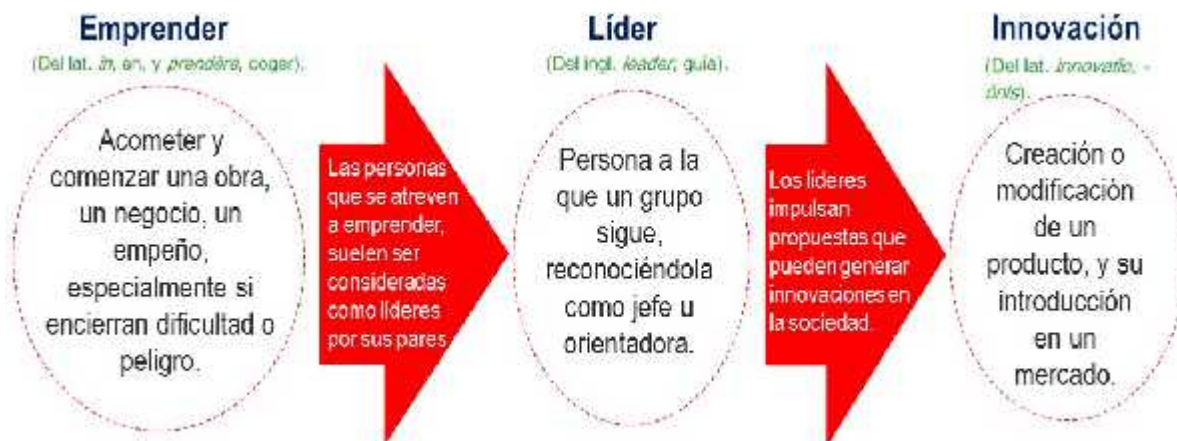 Emprender
(Del lat. in, en, y prendĕre, coger).
Acometer y
comenzar una obra,
un negocio, un
empeño,
especialmente si
encierran dificultad o
peligro.
Las personas
que se atreven
a emprender,
suelen ser
consideradas
como líderes
por sus pares
Líder
(Del ingl. leader, guía).
Persona a la
que un grupo
sigue,
reconociéndola
como jefe u
orientadora.
Los líderes
impulsan
propuestas que
pueden generar
innovaciones en
la sociedad.
Innovación
(Del lat. innovatio, -
ōnis).
Creación o
modificación
de un
producto, y su
introducción
en un
mercado.